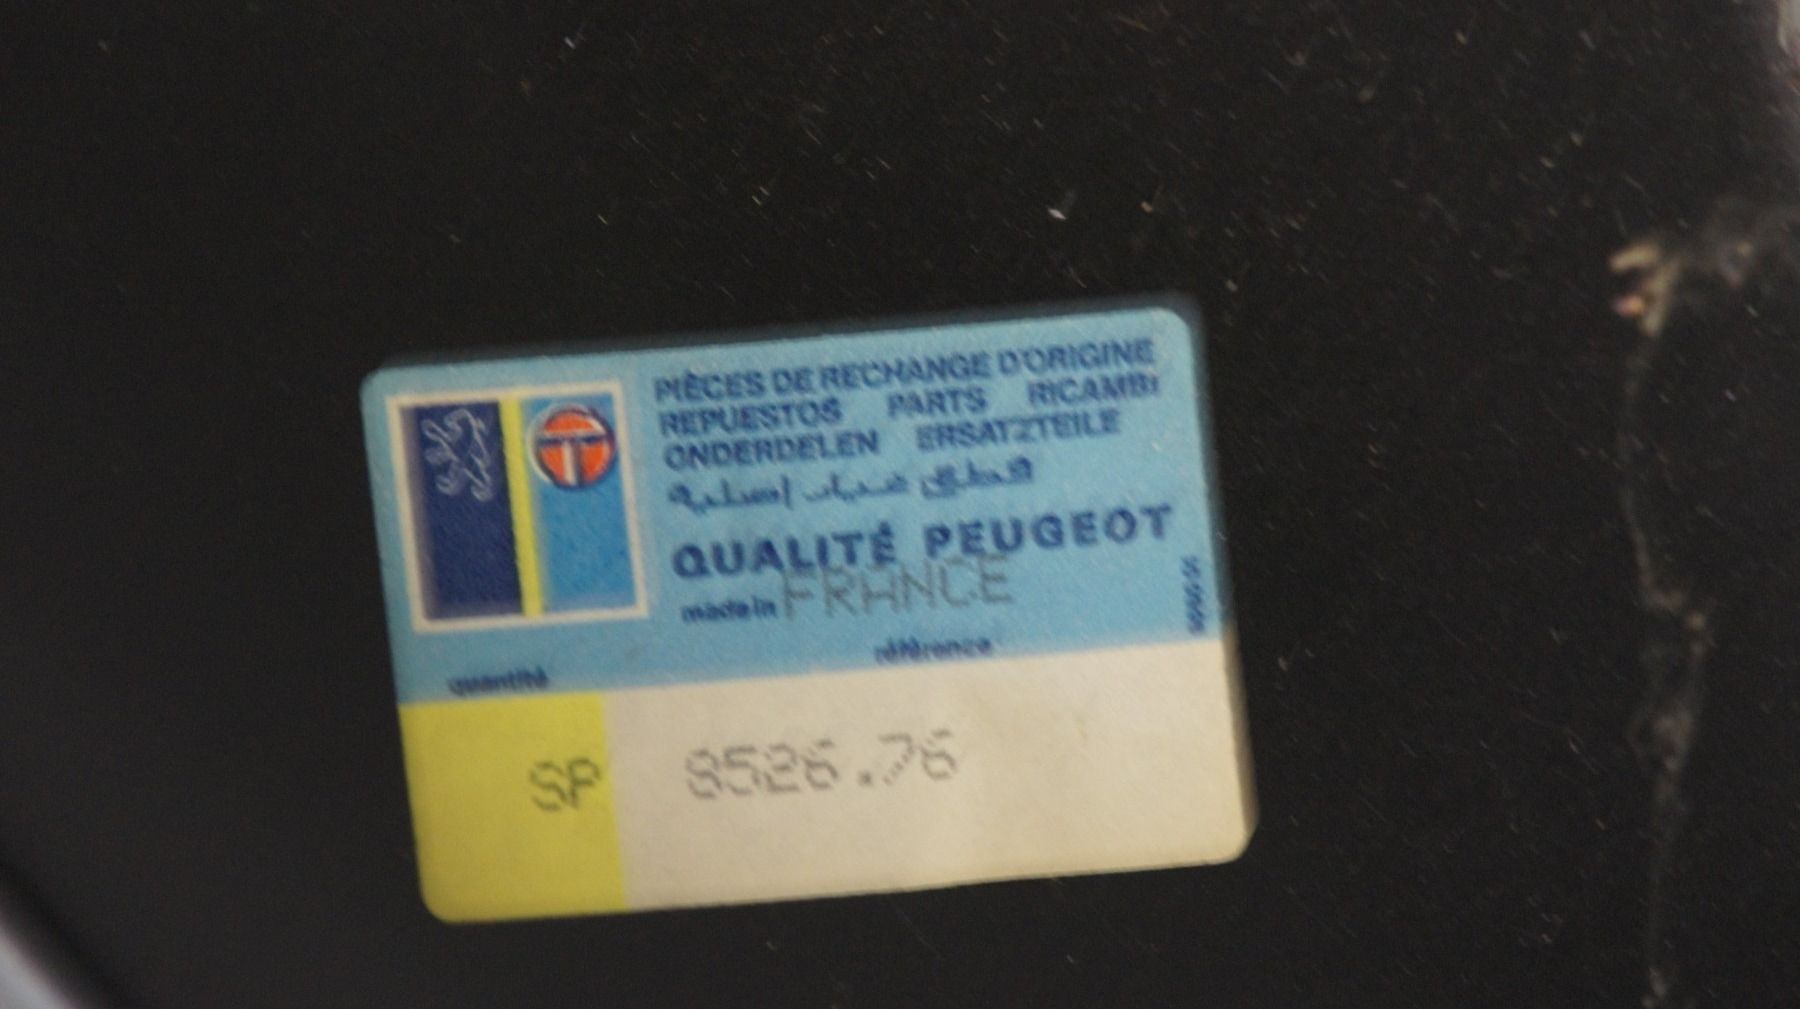 T
PIÈCES DE RECHANGE D'ORIGINE
REPUESTOS PARTS RICAMBI
ONDERDELEN ERSATZTEILE
QUALITÉ PEUGEOT
made in FRANCE
quantité référence
SP 8526.76